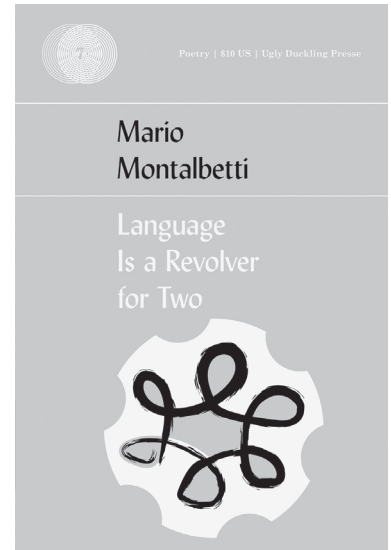 7
Poetry | $10 US | Ugly Duckling Presse
Mario
Montalbetti
Language
Is a Revolver
for Two